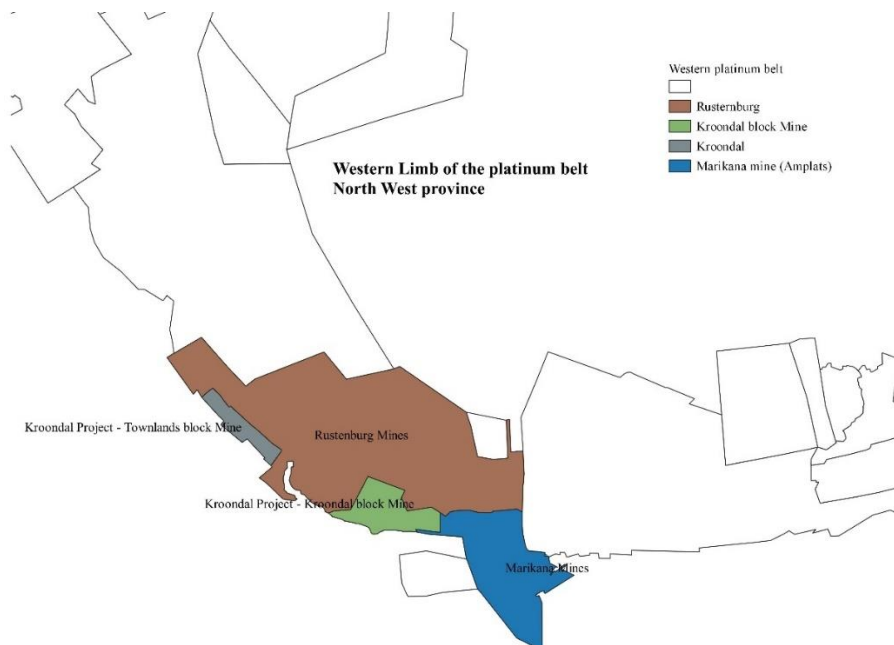 Western platinum belt
Rusternburg
Kroondal block Mine
Kroondal
Marikana mine (Amplats)
Western Limb of the platinum belt
North West province
Kroondal Project - Townlands block Mine
Rustenburg Mines
Kroondal Project - Kroondal block Mine
Marikana Mines